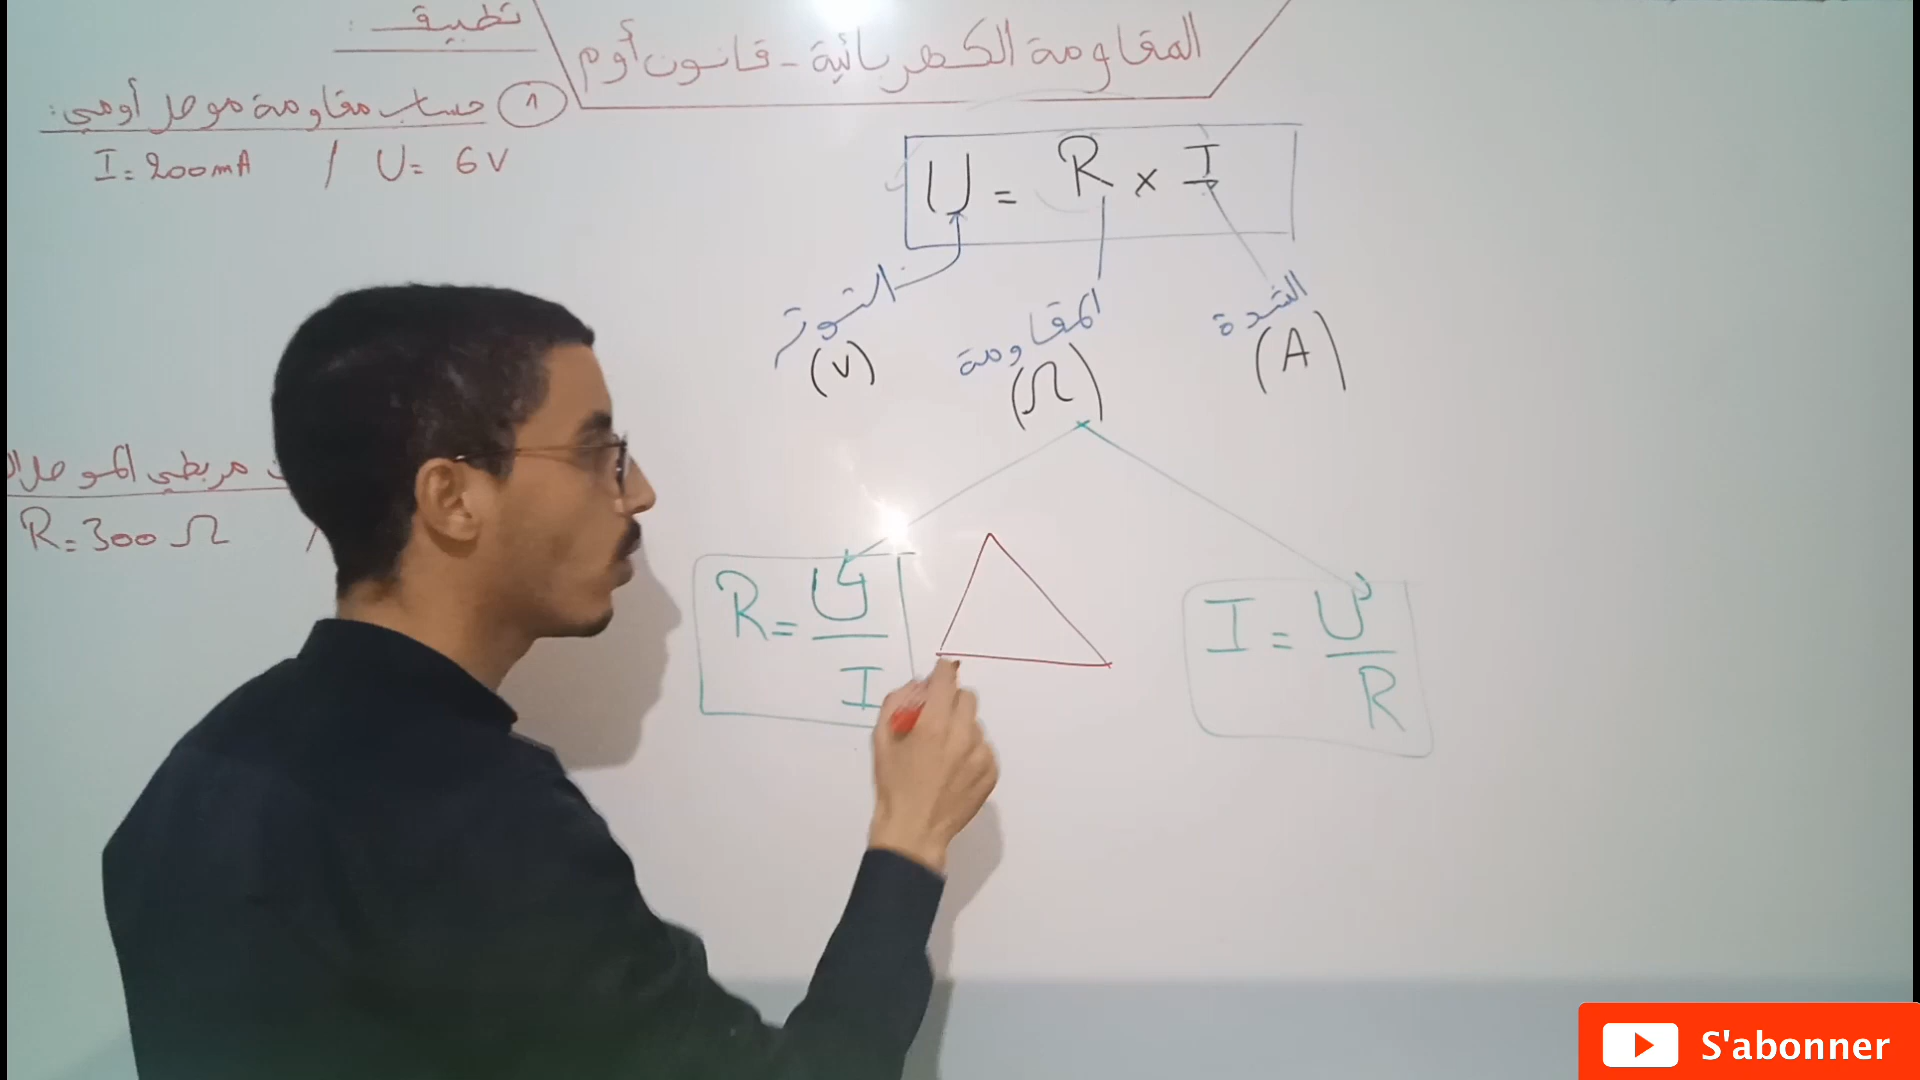 المقاومة الكهربائية - قانون أوم
تطبيق :
1 حساب مقاومة موصل أومي :
I = 200mA / U = 6V
U = R × I
التوتر
(V)
المقاومة
(Ω)
الشدة
(A)
مربطي الموصل
R = 300 Ω /
R = U / I
I = U / R
S'abonner